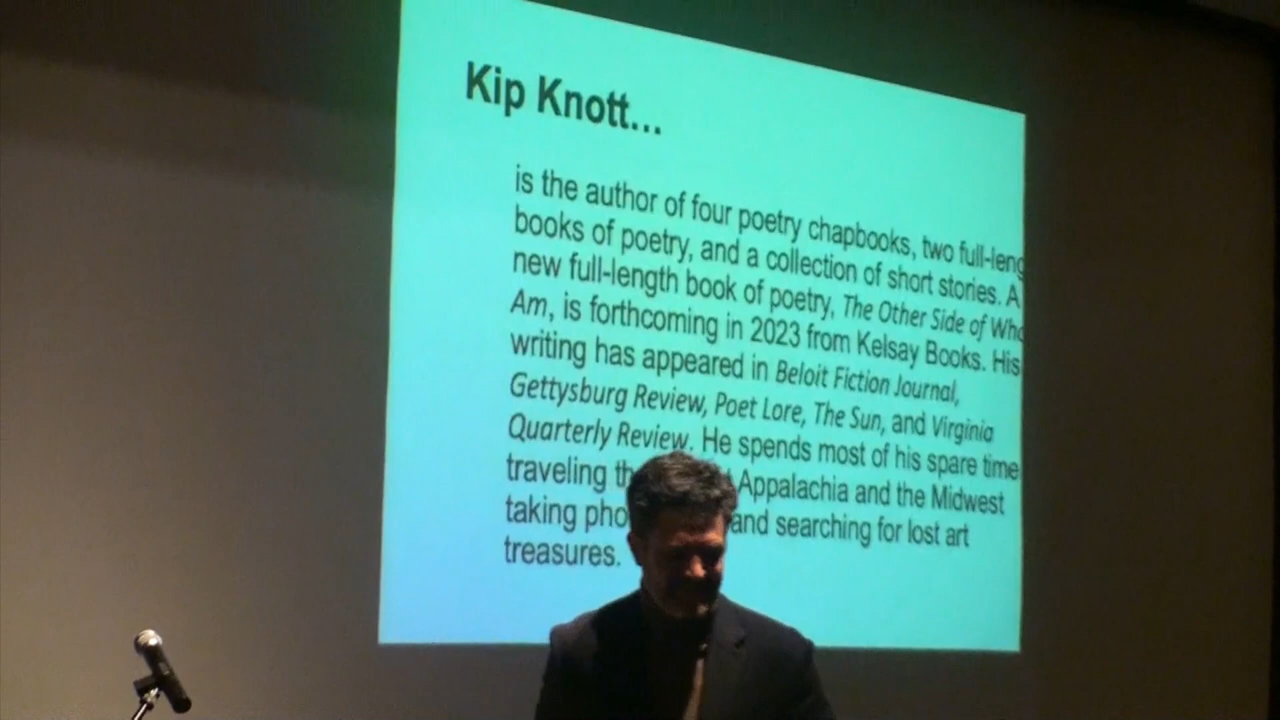 Kip Knott...
is the author of four poetry chapbooks, two full-leng
books of poetry, and a collection of short stories. A
new full-length book of poetry, The Other Side of Who
Am, is forthcoming in 2023 from Kelsay Books. His
writing has appeared in Beloit Fiction Journal,
Gettysburg Review, Poet Lore, The Sun, and Virginia
Quarterly Review. He spends most of his spare time
traveling Appalachia and the Midwest
taking and searching for lost art
treasures.